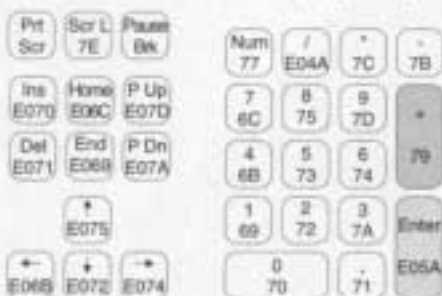 Prt Scr L Pause
Scr 7E Brk
Num / * -
77 E04A 7C 7B
Ins Home P Up
E070 E06C E07D
7 8 9 +
6C 75 7D 79
Del End P Dn
E071 E069 E07A
4 5 6
6B 73 74
↑
E075
1 2 3 Enter
69 72 7A E05A
← ↓ →
E06B E072 E074
0 .
70 71